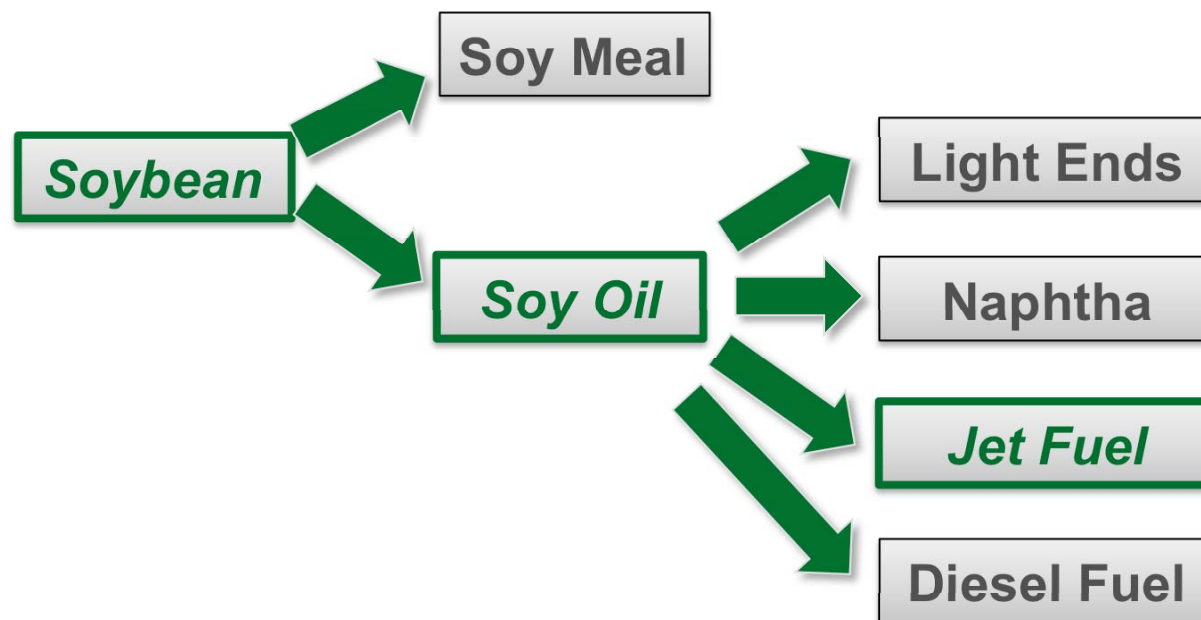 Soy Meal
Soybean
Light Ends
Soy Oil
Naphtha
Jet Fuel
Diesel Fuel